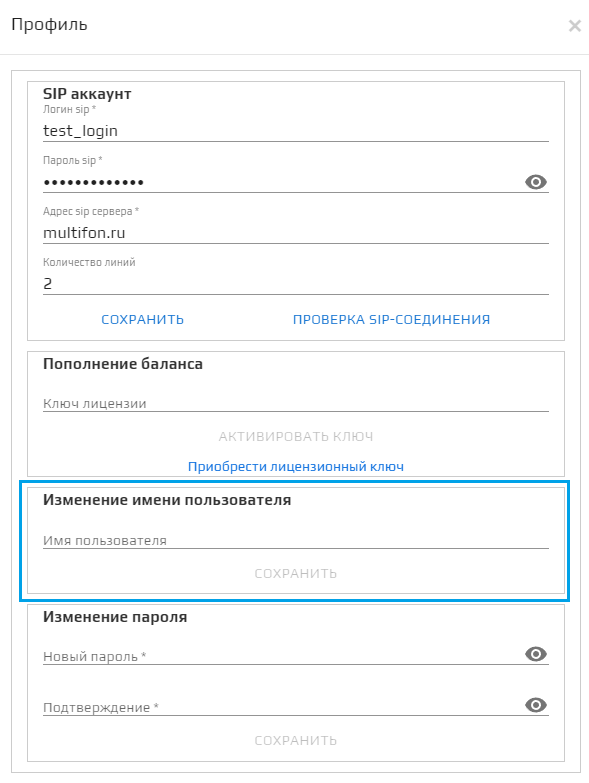 Профиль
SIP аккаунт
Логин sip *
test_login
Пароль sip *
•••••••••••••
Адрес sip сервера *
multifon.ru
Количество линий
2
СОХРАНИТЬ ПРОВЕРКА SIP-СОЕДИНЕНИЯ
Пополнение баланса
Ключ лицензии
АКТИВИРОВАТЬ КЛЮЧ
Приобрести лицензионный ключ
Изменение имени пользователя
Имя пользователя
СОХРАНИТЬ
Изменение пароля
Новый пароль *
Подтверждение *
СОХРАНИТЬ